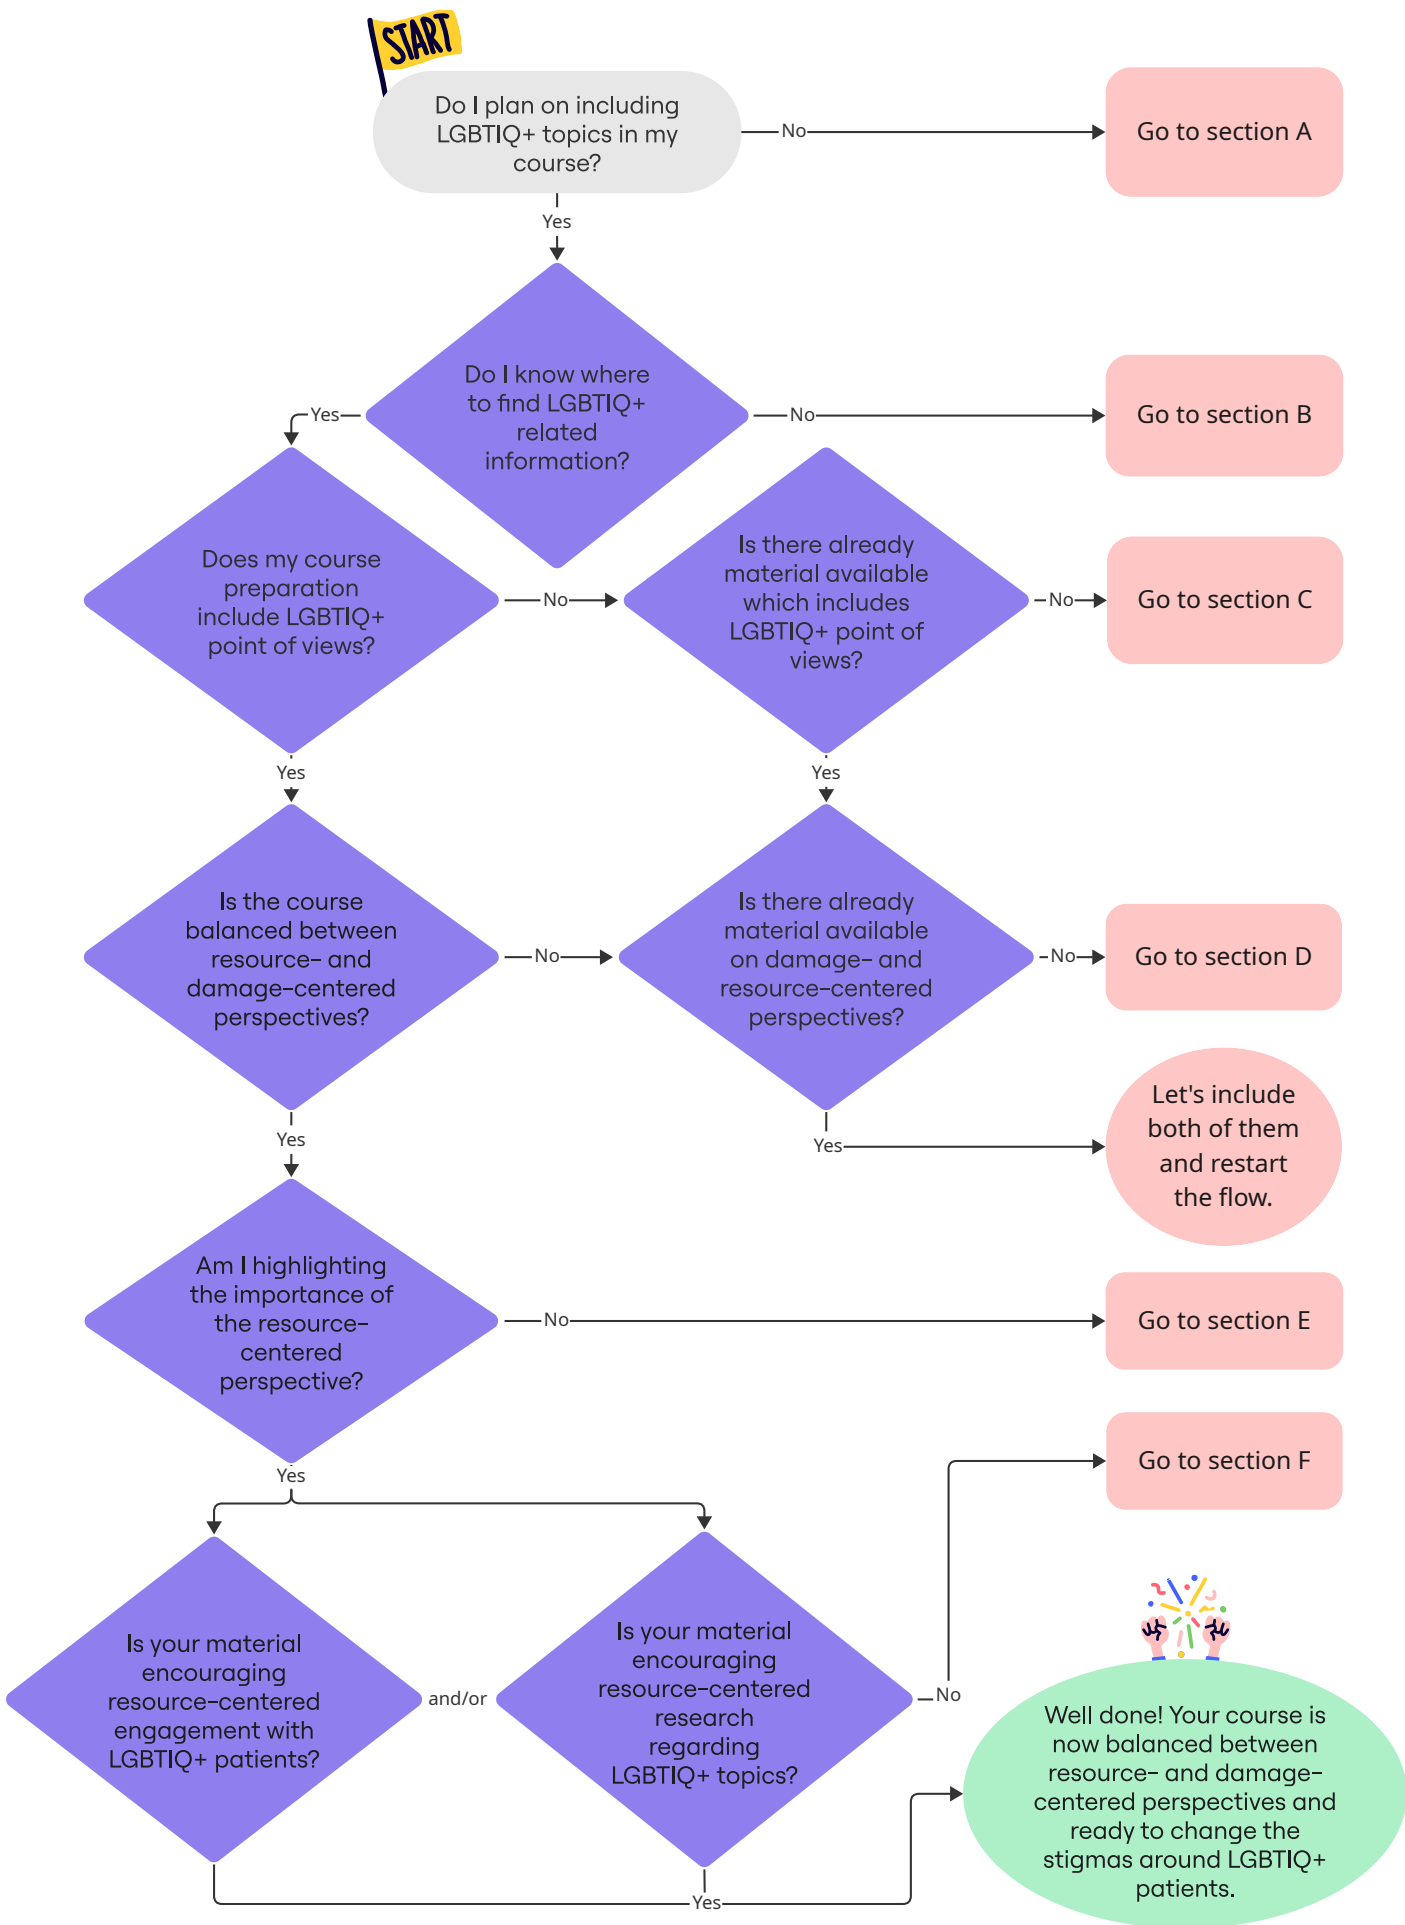 START
Do I plan on including
LGBTIQ+ topics in my
course?
No
Go to section A
Yes
Do I know where
to find LGBTIQ+
related
information?
Yes
No
Go to section B
Does my course
preparation
include LGBTIQ+
point of views?
No
Is there already
material available
which includes
LGBTIQ+ point of
views?
No
Go to section C
Yes
Yes
Is the course
balanced between
resource- and
damage-centered
perspectives?
No
Is there already
material available
on damage- and
resource-centered
perspectives?
No
Go to section D
Yes
Yes
Let's include
both of them
and restart
the flow.
Am I highlighting
the importance of
the resource-
centered
perspective?
No
Go to section E
Yes
Go to section F
Is your material
encouraging
resource-centered
engagement with
LGBTIQ+ patients?
and/or
Is your material
encouraging
resource-centered
research
regarding
LGBTIQ+ topics?
No
Yes
Well done! Your course is
now balanced between
resource- and damage-
centered perspectives and
ready to change the
stigmas around LGBTIQ+
patients.